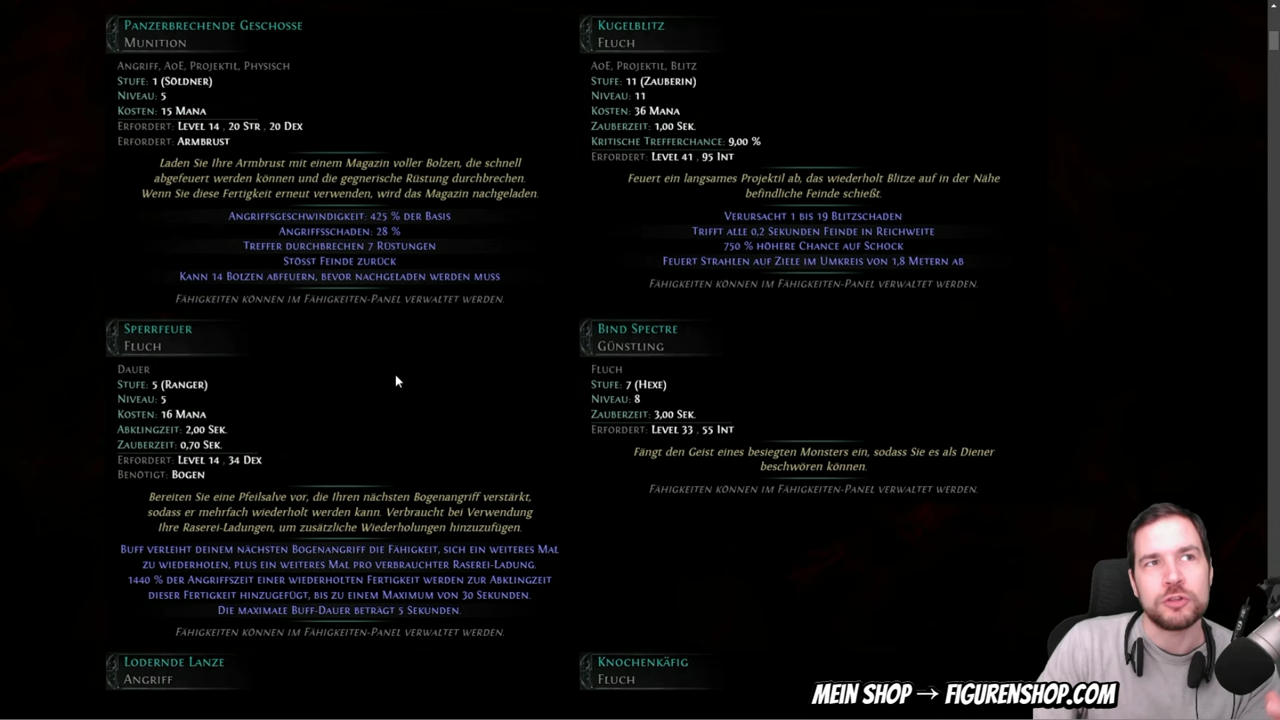 Panzerbrechende Geschosse
Munition
Angriff, AoE, Projektil, Physisch
Stufe: 1 (Söldner)
Niveau: 5
Kosten: 15 Mana
Erfordert: Level 14 , 20 Str , 20 Dex
Erfordert: Armbrust
Laden Sie Ihre Armbrust mit einem Magazin voller Bolzen, die schnell
abgefeuert werden können und die gegnerische Rüstung durchbrechen.
Wenn Sie diese Fertigkeit erneut verwenden, wird das Magazin nachgeladen.
Angriffsgeschwindigkeit: 425 % der Basis
Angriffsschaden: 28 %
Treffer durchbrechen 7 Rüstungen
Stösst Feinde zurück
Kann 14 Bolzen abfeuern, bevor nachgeladen werden muss
Fähigkeiten können im Fähigkeiten-Panel verwaltet werden.
Kugelblitz
Fluch
AoE, Projektil, Blitz
Stufe: 11 (Zauberin)
Niveau: 11
Kosten: 36 Mana
Zauberzeit: 1,00 Sek.
Kritische Trefferchance: 9,00 %
Erfordert: Level 41 , 95 Int
Feuert ein langsames Projektil ab, das wiederholt Blitze auf in der Nähe
befindliche Feinde schießt.
Verursacht 1 bis 19 Blitzschaden
Trifft alle 0,2 Sekunden Feinde in Reichweite
750 % höhere Chance auf Schock
Feuert Strahlen auf Ziele im Umkreis von 1,8 Metern ab
Fähigkeiten können im Fähigkeiten-Panel verwaltet werden.
Sperrfeuer
Fluch
Dauer
Stufe: 5 (Ranger)
Niveau: 5
Kosten: 16 Mana
Abklingzeit: 2,00 Sek.
Zauberzeit: 0,70 Sek.
Erfordert: Level 14 , 34 Dex
Benötigt: Bogen
Bereiten Sie eine Pfeilsalve vor, die Ihren nächsten Bogenangriff verstärkt,
sodass er mehrfach wiederholt werden kann. Verbraucht bei Verwendung
Ihre Raserei-Ladungen, um zusätzliche Wiederholungen hinzuzufügen.
Buff verleiht deinem nächsten Bogenangriff die Fähigkeit, sich ein weiteres Mal
zu wiederholen, plus ein weiteres Mal pro verbrauchter Raserei-Ladung.
1440 % der Angriffszeit einer wiederholten Fertigkeit werden zur Abklingzeit
dieser Fertigkeit hinzugefügt, bis zu einem Maximum von 30 Sekunden.
Die maximale Buff-Dauer beträgt 5 Sekunden.
Fähigkeiten können im Fähigkeiten-Panel verwaltet werden.
Bind Spectre
Günstling
Fluch
Stufe: 7 (Hexe)
Niveau: 8
Zauberzeit: 3,00 Sek.
Erfordert: Level 33 , 55 Int
Fängt den Geist eines besiegten Monsters ein, sodass Sie es als Diener
beschwören können.
Fähigkeiten können im Fähigkeiten-Panel verwaltet werden.
Lodernde Lanze
Angriff
Knochenkäfig
Fluch
MEIN SHOP → FIGURENSHOP.COM